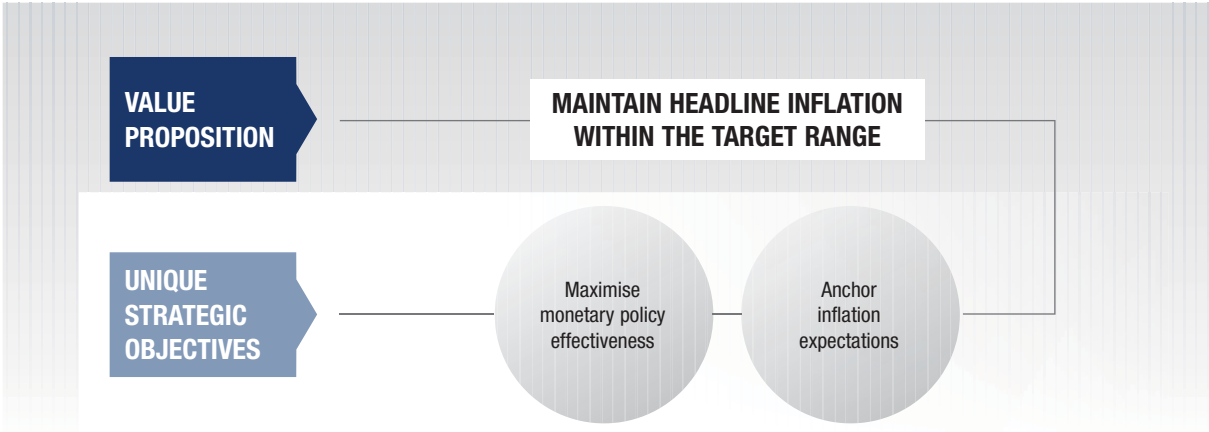 VALUE
PROPOSITION
MAINTAIN HEADLINE INFLATION
WITHIN THE TARGET RANGE
UNIQUE
STRATEGIC
OBJECTIVES
Maximise
monetary policy
effectiveness
Anchor
inflation
expectations